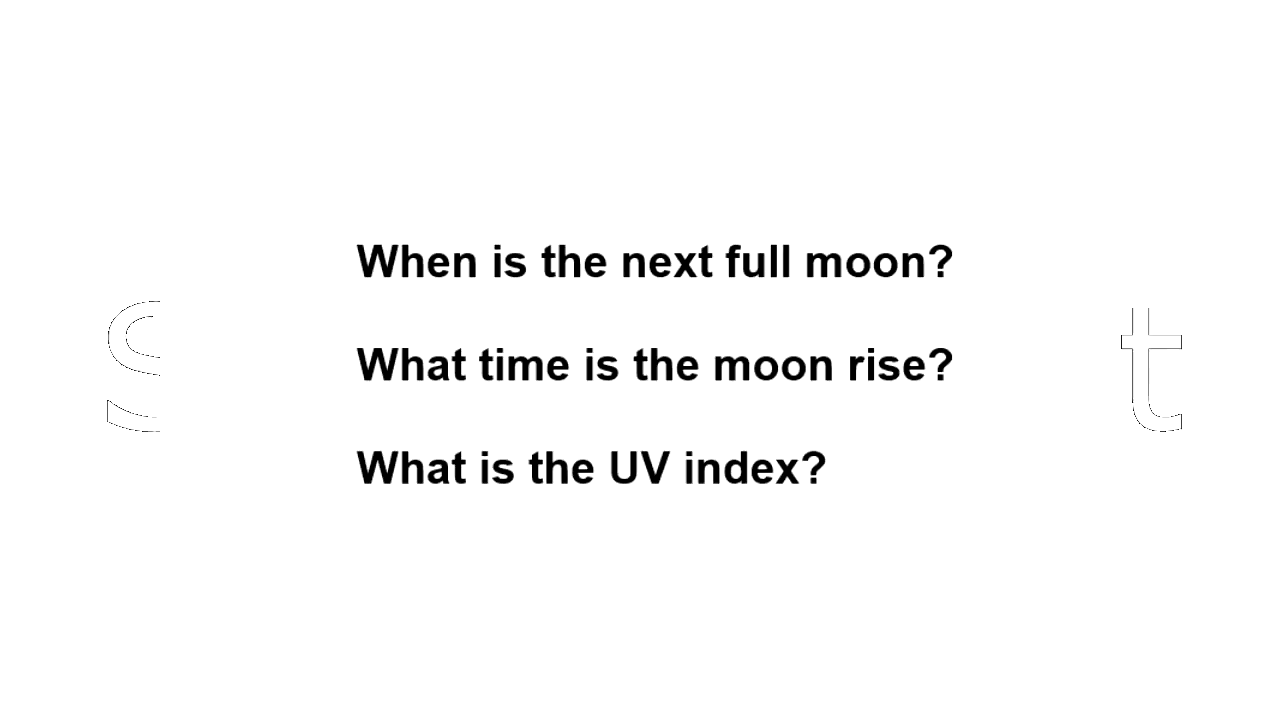 When is the next full moon?
What time is the moon rise?
What is the UV index?